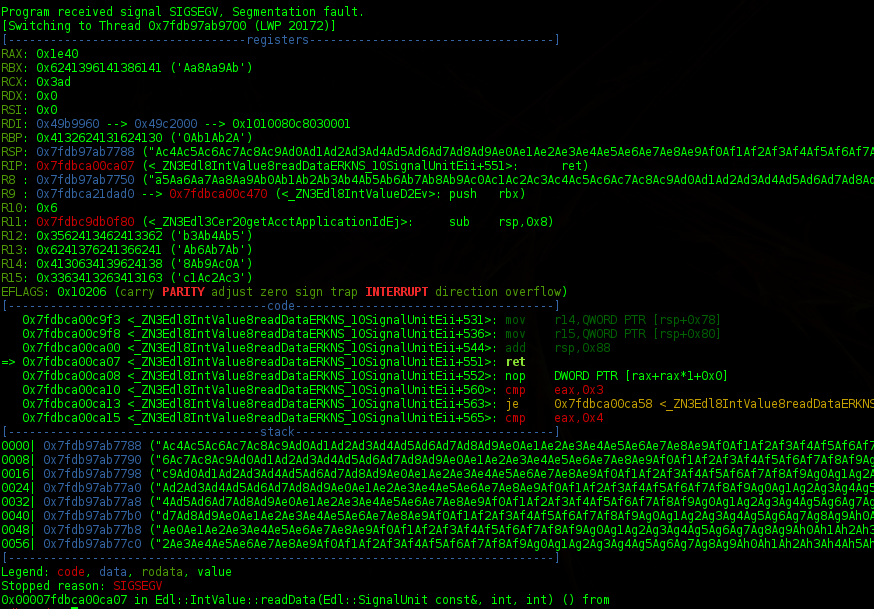 Program received signal SIGSEGV, Segmentation fault.
[Switching to Thread 0x7fdb97ab9700 (LWP 20172)]
[----------------------------------registers-----------------------------------]
RAX: 0x1e40
RBX: 0x6241396141386141 ('Aa8Aa9Ab')
RCX: 0x3ad
RDX: 0x0
RSI: 0x0
RDI: 0x49b9960 --> 0x49c2000 --> 0x1010080c8030001
RBP: 0x4132624131624130 ('0Ab1Ab2A')
RSP: 0x7fdb97ab7788 ("Ac4Ac5Ac6Ac7Ac8Ac9Ad0Ad1Ad2Ad3Ad4Ad5Ad6Ad7Ad8Ad9Ae0Ae1Ae2Ae3Ae4Ae5Ae6Ae7Ae8Ae9Af0Af1Af2Af3Af4Af5Af6Af7A
RIP: 0x7fdbca00ca07 (<_ZN3Edl8IntValue8readDataERKNS_10SignalUnitEii+551>: ret)
R8 : 0x7fdb97ab7750 ("a5Aa6Aa7Aa8Aa9Ab0Ab1Ab2Ab3Ab4Ab5Ab6Ab7Ab8Ab9Ac0Ac1Ac2Ac3Ac4Ac5Ac6Ac7Ac8Ac9Ad0Ad1Ad2Ad3Ad4Ad5Ad6Ad7Ad8Ad
R9 : 0x7fdbca21dad0 --> 0x7fdbca00c470 (<_ZN3Edl8IntValueD2Ev>: push rbx)
R10: 0x6
R11: 0x7fdbc9db0f80 (<_ZN3Edl3Cer20getAcctApplicationIdEj>: sub rsp,0x8)
R12: 0x3562413462413362 ('b3Ab4Ab5')
R13: 0x6241376241366241 ('Ab6Ab7Ab')
R14: 0x4130634139624138 ('8Ab9Ac0A')
R15: 0x3363413263413163 ('c1Ac2Ac3')
EFLAGS: 0x10206 (carry PARITY adjust zero sign trap INTERRUPT direction overflow)
[-------------------------------------code-------------------------------------]
0x7fdbca00c9f3 <_ZN3Edl8IntValue8readDataERKNS_10SignalUnitEii+531>: mov r14,QWORD PTR [rsp+0x78]
0x7fdbca00c9f8 <_ZN3Edl8IntValue8readDataERKNS_10SignalUnitEii+536>: mov r15,QWORD PTR [rsp+0x80]
0x7fdbca00ca00 <_ZN3Edl8IntValue8readDataERKNS_10SignalUnitEii+544>: add rsp,0x88
=> 0x7fdbca00ca07 <_ZN3Edl8IntValue8readDataERKNS_10SignalUnitEii+551>: ret
0x7fdbca00ca08 <_ZN3Edl8IntValue8readDataERKNS_10SignalUnitEii+552>: nop DWORD PTR [rax+rax*1+0x0]
0x7fdbca00ca10 <_ZN3Edl8IntValue8readDataERKNS_10SignalUnitEii+560>: cmp eax,0x3
0x7fdbca00ca13 <_ZN3Edl8IntValue8readDataERKNS_10SignalUnitEii+563>: je 0x7fdbca00ca58 <_ZN3Edl8IntValue8readDataERKNS
0x7fdbca00ca15 <_ZN3Edl8IntValue8readDataERKNS_10SignalUnitEii+565>: cmp eax,0x4
[------------------------------------stack-------------------------------------]
0000| 0x7fdb97ab7788 ("Ac4Ac5Ac6Ac7Ac8Ac9Ad0Ad1Ad2Ad3Ad4Ad5Ad6Ad7Ad8Ad9Ae0Ae1Ae2Ae3Ae4Ae5Ae6Ae7Ae8Ae9Af0Af1Af2Af3Af4Af5Af6Af7
0008| 0x7fdb97ab7790 ("6Ac7Ac8Ac9Ad0Ad1Ad2Ad3Ad4Ad5Ad6Ad7Ad8Ad9Ae0Ae1Ae2Ae3Ae4Ae5Ae6Ae7Ae8Ae9Af0Af1Af2Af3Af4Af5Af6Af7Af8Af9Ag
0016| 0x7fdb97ab7798 ("c9Ad0Ad1Ad2Ad3Ad4Ad5Ad6Ad7Ad8Ad9Ae0Ae1Ae2Ae3Ae4Ae5Ae6Ae7Ae8Ae9Af0Af1Af2Af3Af4Af5Af6Af7Af8Af9Ag0Ag1Ag2
0024| 0x7fdb97ab77a0 ("Ad2Ad3Ad4Ad5Ad6Ad7Ad8Ad9Ae0Ae1Ae2Ae3Ae4Ae5Ae6Ae7Ae8Ae9Af0Af1Af2Af3Af4Af5Af6Af7Af8Af9Ag0Ag1Ag2Ag3Ag4Ag5
0032| 0x7fdb97ab77a8 ("4Ad5Ad6Ad7Ad8Ad9Ae0Ae1Ae2Ae3Ae4Ae5Ae6Ae7Ae8Ae9Af0Af1Af2Af3Af4Af5Af6Af7Af8Af9Ag0Ag1Ag2Ag3Ag4Ag5Ag6Ag7Ag
0040| 0x7fdb97ab77b0 ("d7Ad8Ad9Ae0Ae1Ae2Ae3Ae4Ae5Ae6Ae7Ae8Ae9Af0Af1Af2Af3Af4Af5Af6Af7Af8Af9Ag0Ag1Ag2Ag3Ag4Ag5Ag6Ag7Ag8Ag9Ah0
0048| 0x7fdb97ab77b8 ("Ae0Ae1Ae2Ae3Ae4Ae5Ae6Ae7Ae8Ae9Af0Af1Af2Af3Af4Af5Af6Af7Af8Af9Ag0Ag1Ag2Ag3Ag4Ag5Ag6Ag7Ag8Ag9Ah0Ah1Ah2Ah3
0056| 0x7fdb97ab77c0 ("2Ae3Ae4Ae5Ae6Ae7Ae8Ae9Af0Af1Af2Af3Af4Af5Af6Af7Af8Af9Ag0Ag1Ag2Ag3Ag4Ag5Ag6Ag7Ag8Ag9Ah0Ah1Ah2Ah3Ah4Ah5Ah
[------------------------------------------------------------------------------]
Legend: code, data, rodata, value
Stopped reason: SIGSEGV
0x00007fdbca00ca07 in Edl::IntValue::readData(Edl::SignalUnit const&, int, int) () from